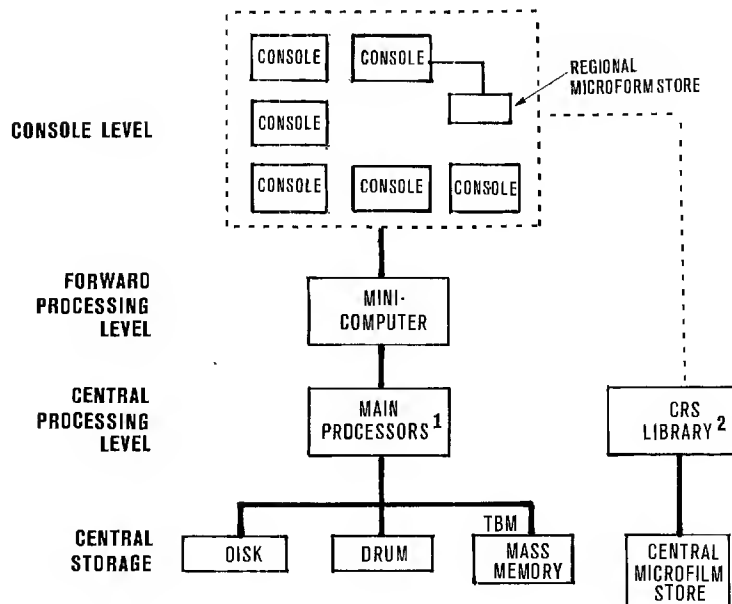 CONSOLE CONSOLE
REGIONAL
MICROFORM STORE
CONSOLE LEVEL
CONSOLE
CONSOLE CONSOLE CONSOLE
FORWARD
PROCESSING
LEVEL
MINI-
COMPUTER
CENTRAL
PROCESSING
LEVEL
MAIN
PROCESSORS 1
CRS
LIBRARY 2
CENTRAL
STORAGE
DISK
DRUM
TBM
MASS
MEMORY
CENTRAL
MICROFILM
STORE